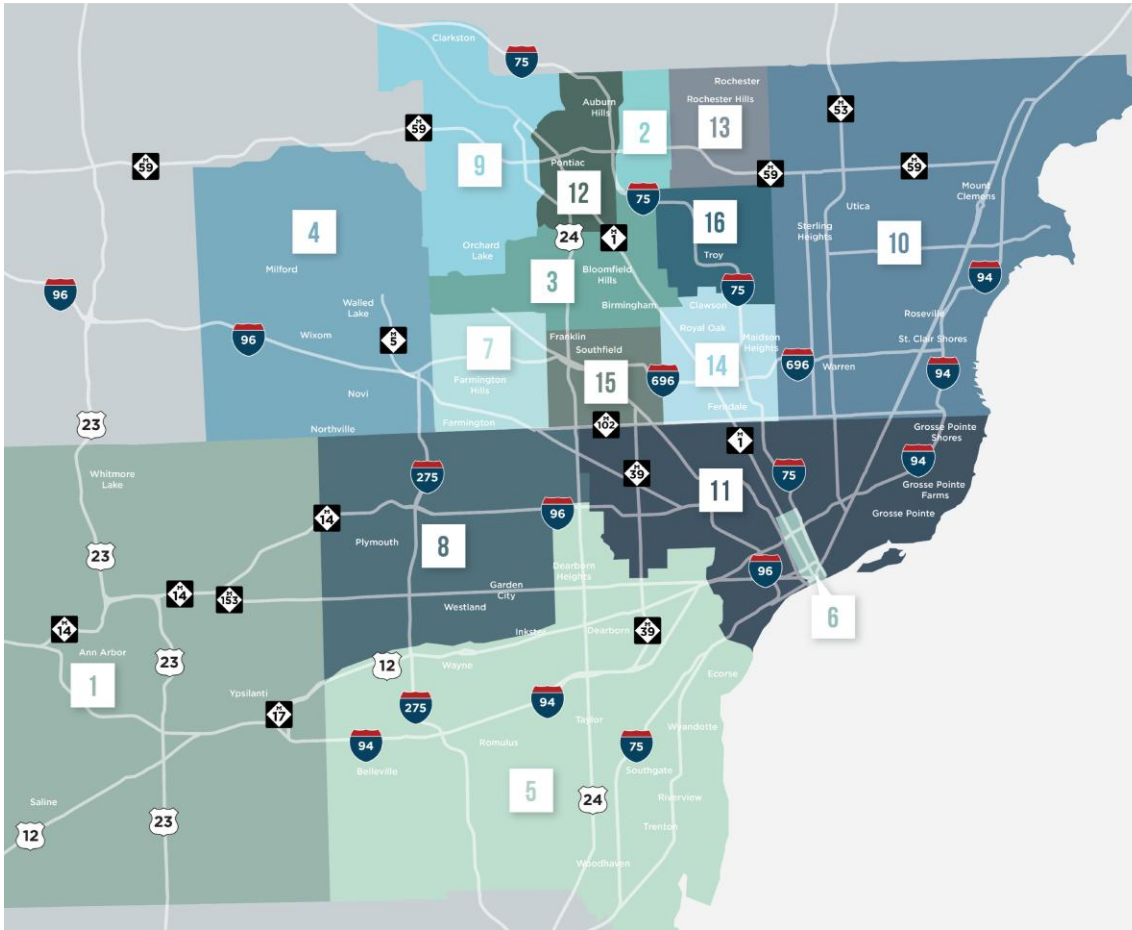 Clarkston
75
Rochester
Auburn
Hills
Rochester Hills
M
53
M
59
2
13
M
59
9
Pontiac
M
59
M
59
12
75
Mount
Clemens
Utica
16
Sterling
Heights
4
24
M
1
10
Orchard
Lake
Troy
Milford
Bloomfield
Hills
3
94
96
75
Walled
Lake
Birmingham
Clawson
Roseville
Wixom
96
M
5
Franklin
Royal Oak
Maidson
Heights
St. Clair Shores
7
Southfield
14
696
Warren
94
Farmington
Hills
15
696
Novi
Ferndale
23
Northville
Farmington
M
102
M
1
Grosse Pointe
Shores
Whitmore
Lake
275
M
39
75
94
11
Grosse Pointe
Farms
M
14
96
Grosse Pointe
Plymouth
8
23
Dearborn
Heights
96
M
14
M
153
Garden
City
Westland
6
M
14
Inkster
Dearborn
M
39
Ann Arbor
23
12
Wayne
Ecorse
1
Ypsilanti
M
17
275
94
Taylor
Wyandotte
94
Romulus
75
Belleville
Southgate
5
Riverview
Saline
24
12
23
Trenton
Woodhaven